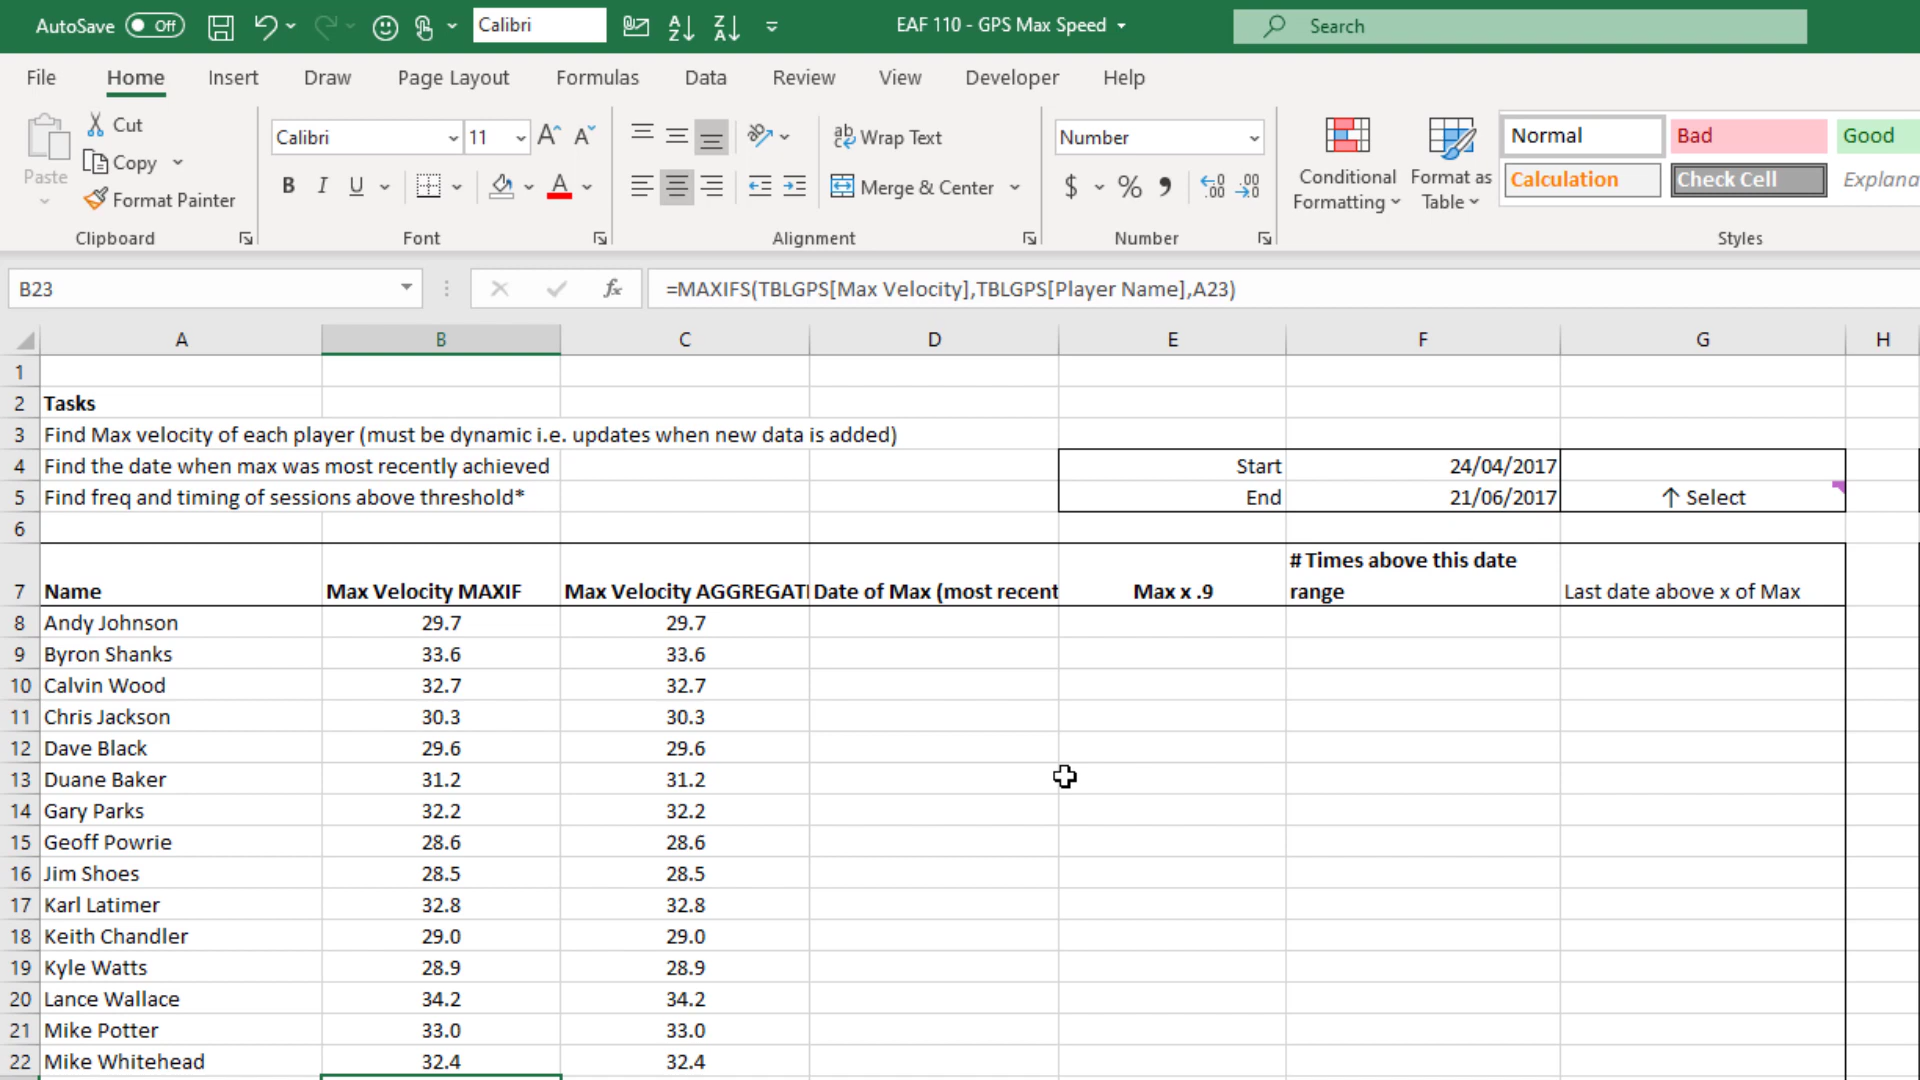 AutoSave Off Calibri EAF 110 - GPS Max Speed Search
File Home Insert Draw Page Layout Formulas Data Review View Developer Help
Paste Cut Copy Format Painter Clipboard
Calibri 11 B I U Font
Wrap Text Merge & Center Alignment
Number $ % Number
Conditional Formatting Format as Table
Normal Bad Good
Calculation Check Cell Explana
Styles
B23 fx =MAXIFS(TBLGPS[Max Velocity],TBLGPS[Player Name],A23)
A B C D E F G H
1
2 Tasks
3 Find Max velocity of each player (must be dynamic i.e. updates when new data is added)
4 Find the date when max was most recently achieved Start 24/04/2017
5 Find freq and timing of sessions above threshold* End 21/06/2017 ↑ Select
6
7 Name Max Velocity MAXIF Max Velocity AGGREGAT Date of Max (most recent Max x .9 # Times above this date range Last date above x of Max
8 Andy Johnson 29.7 29.7
9 Byron Shanks 33.6 33.6
10 Calvin Wood 32.7 32.7
11 Chris Jackson 30.3 30.3
12 Dave Black 29.6 29.6
13 Duane Baker 31.2 31.2
14 Gary Parks 32.2 32.2
15 Geoff Powrie 28.6 28.6
16 Jim Shoes 28.5 28.5
17 Karl Latimer 32.8 32.8
18 Keith Chandler 29.0 29.0
19 Kyle Watts 28.9 28.9
20 Lance Wallace 34.2 34.2
21 Mike Potter 33.0 33.0
22 Mike Whitehead 32.4 32.4